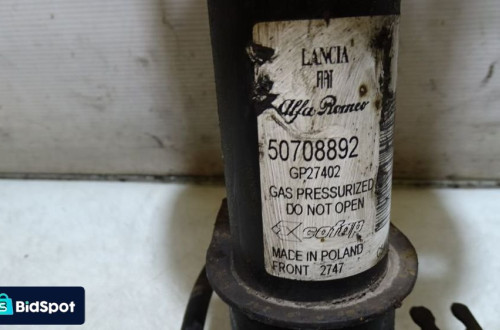 LANCIA
FIAT
Alfa Romeo
50708892
GP27402
GAS PRESSURIZED
DO NOT OPEN
MADE IN POLAND
FRONT 2747
BidSpot